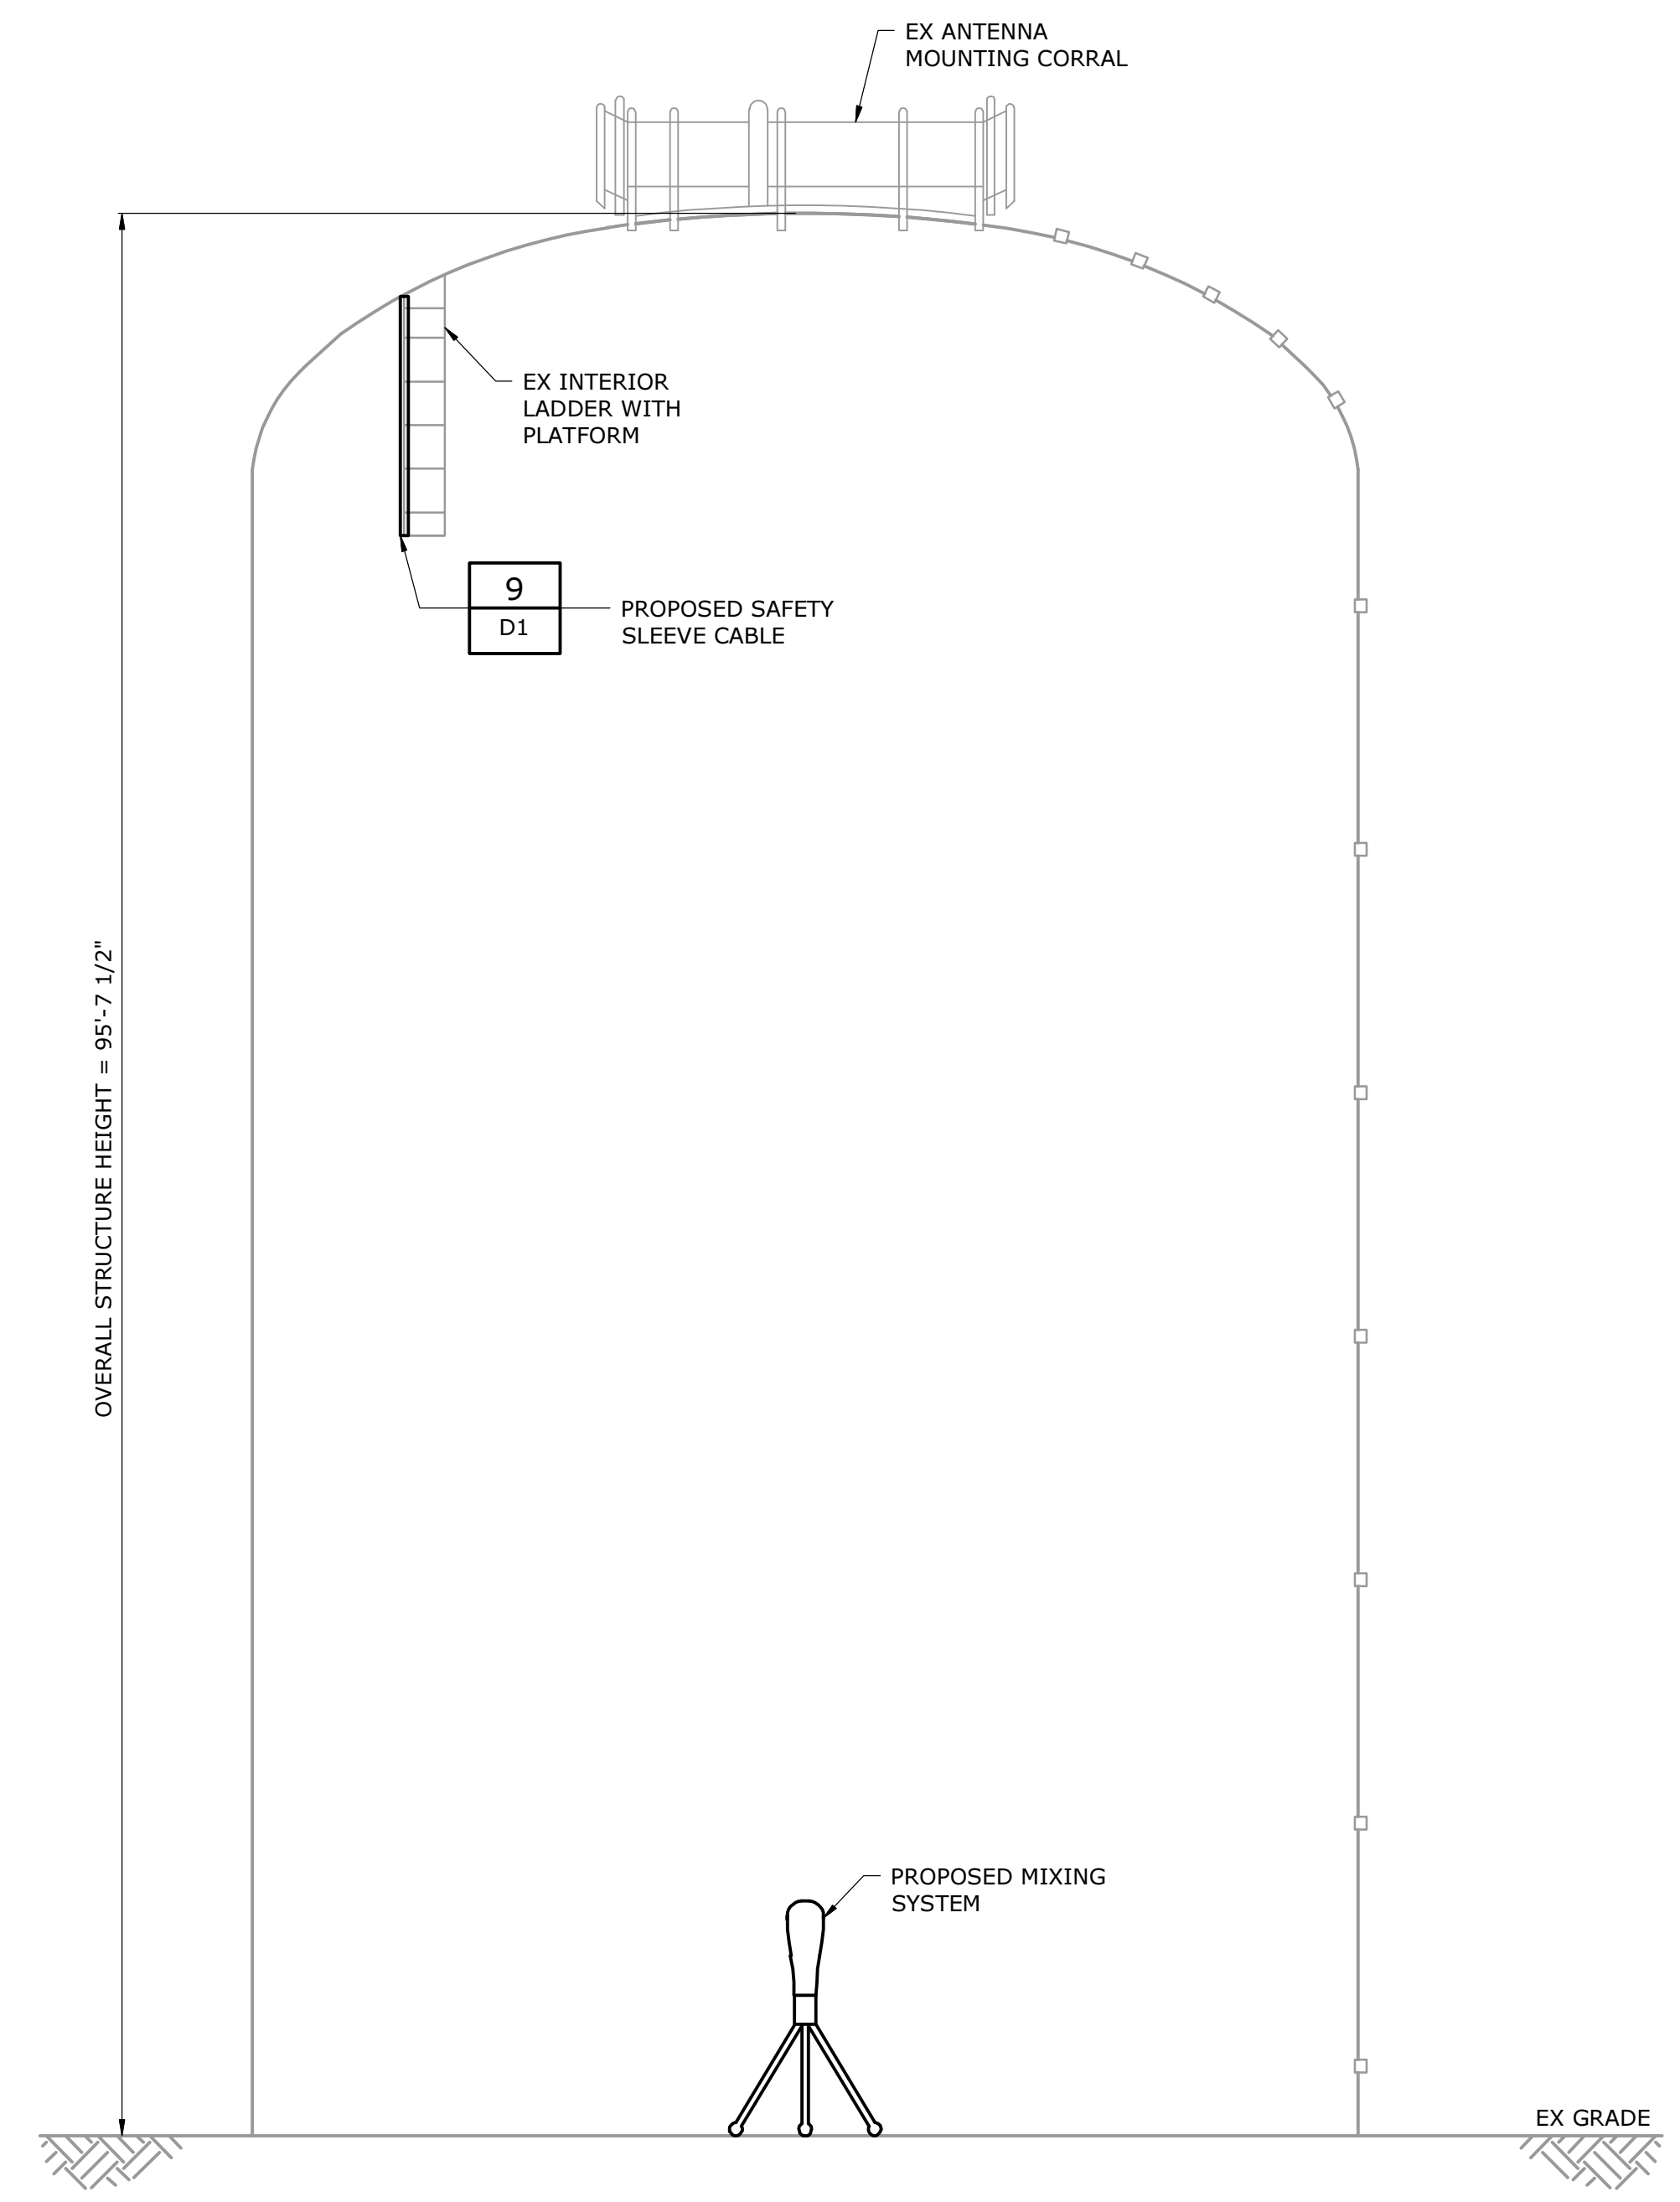 EX ANTENNA
MOUNTING CORRAL
EX INTERIOR
LADDER WITH
PLATFORM
9
D1
PROPOSED SAFETY
SLEEVE CABLE
OVERALL STRUCTURE HEIGHT = 95'-7 1/2"
PROPOSED MIXING
SYSTEM
EX GRADE